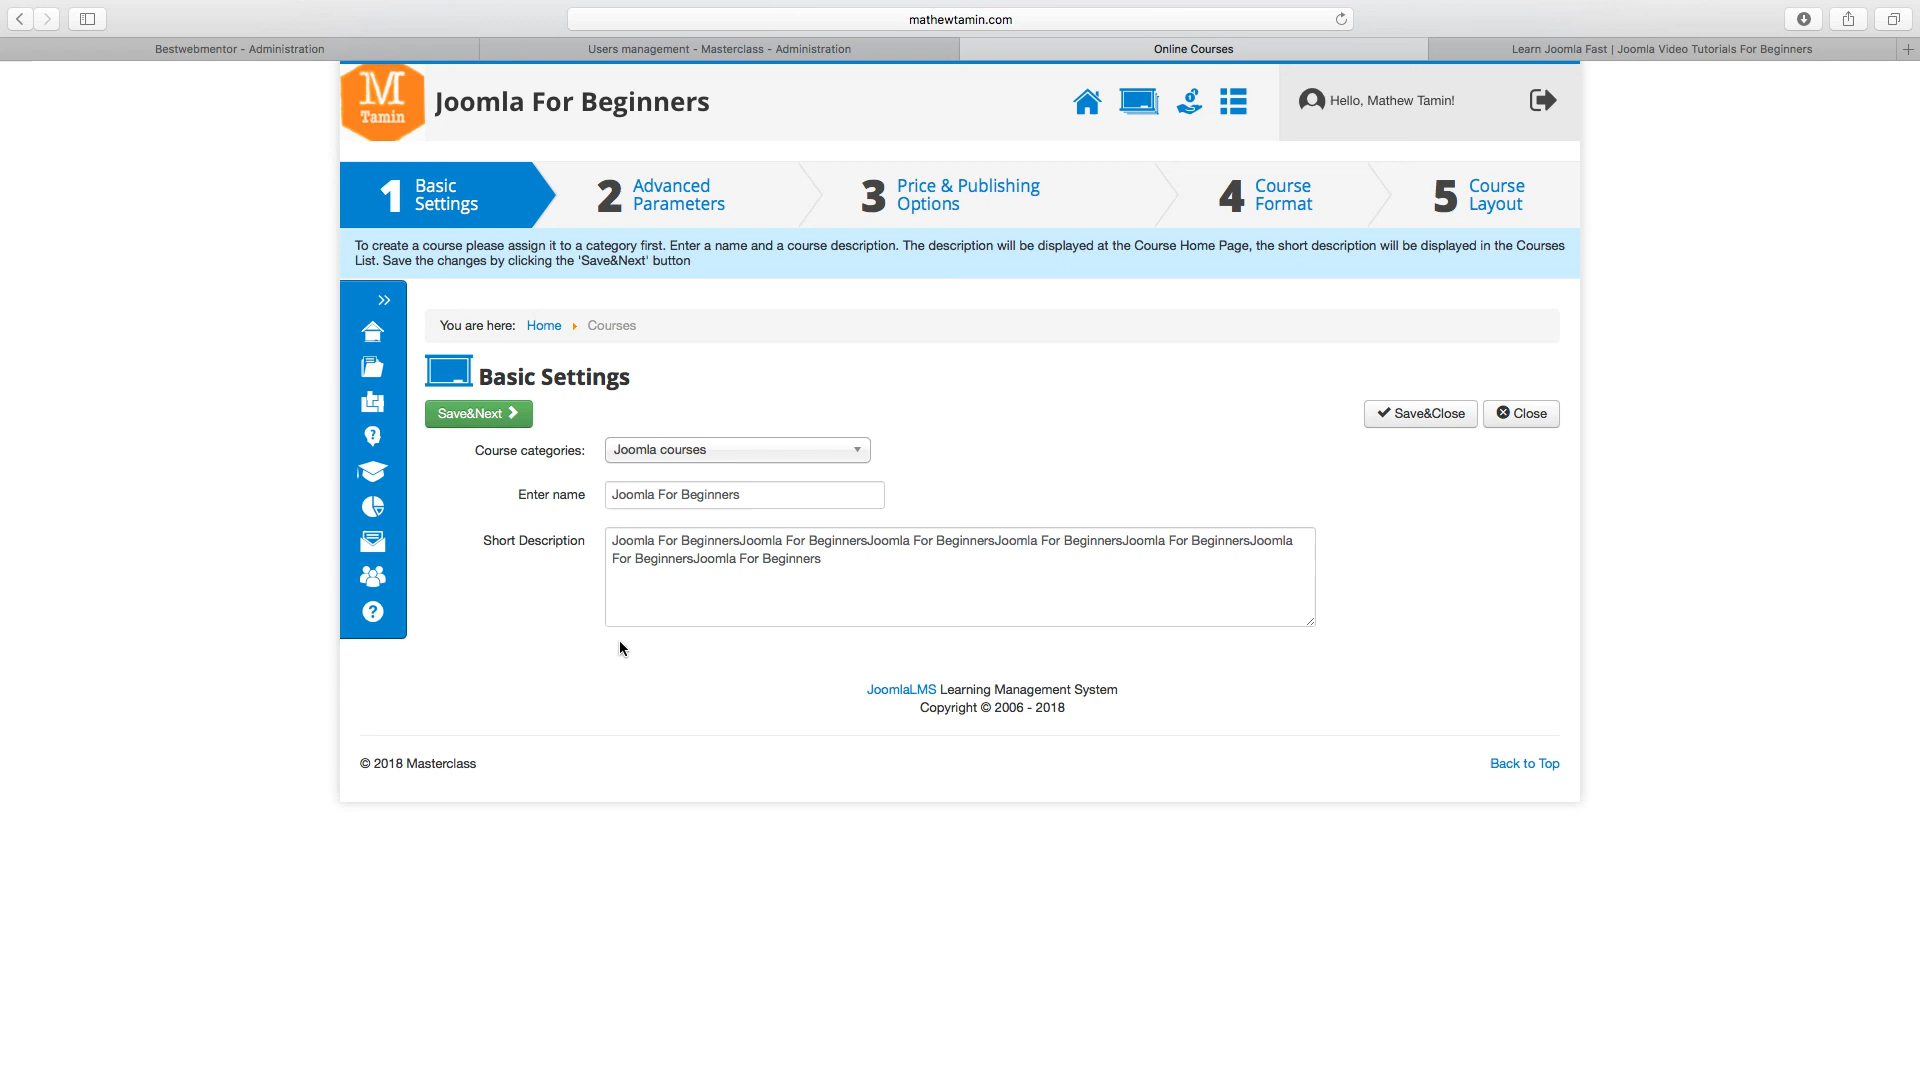 mathewtamin.com
Bestwebmentor - Administration
Users management - Masterclass - Administration
Online Courses
Learn Joomla Fast | Joomla Video Tutorials For Beginners
M
Tamin
Joomla For Beginners
Hello, Mathew Tamin!
1 Basic
Settings
2 Advanced
Parameters
3 Price & Publishing
Options
4 Course
Format
5 Course
Layout
To create a course please assign it to a category first. Enter a name and a course description. The description will be displayed at the Course Home Page, the short description will be displayed in the Courses
List. Save the changes by clicking the 'Save&Next' button
You are here: Home Courses
Basic Settings
Save&Next
Save&Close
Close
Course categories: Joomla courses
Enter name Joomla For Beginners
Short Description Joomla For BeginnersJoomla For BeginnersJoomla For BeginnersJoomla For BeginnersJoomla For BeginnersJoomla
For BeginnersJoomla For Beginners
JoomlaLMS Learning Management System
Copyright © 2006 - 2018
© 2018 Masterclass
Back to Top